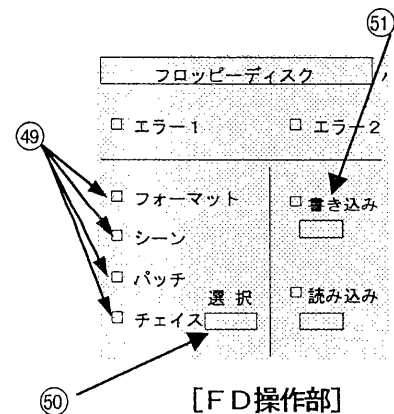 51
フロッピーディスク
エラー1 エラー2
49
フォーマット 書き込み
シーン
パッチ
選択 読み込み
チェイス
50 [FD操作部]